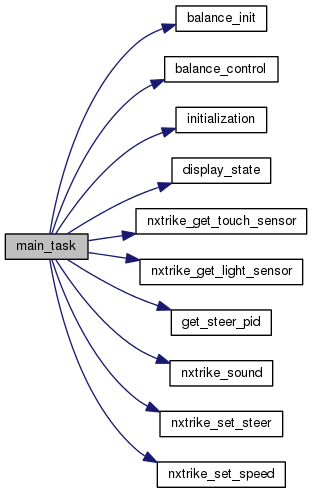 balance_init
balance_control
initialization
display_state
nxtrike_get_touch_sensor
main_task
nxtrike_get_light_sensor
get_steer_pid
nxtrike_sound
nxtrike_set_steer
nxtrike_set_speed